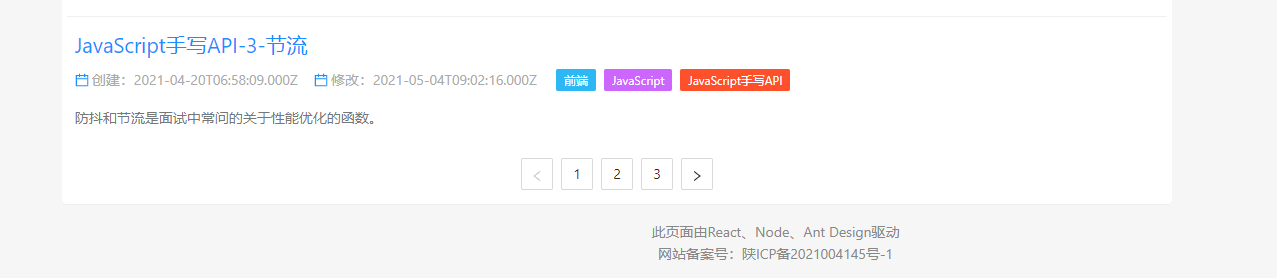 JavaScript手写API-3-节流
创建：2021-04-20T06:58:09.000Z 修改：2021-05-04T09:02:16.000Z 前端 JavaScript JavaScript手写API
防抖和节流是面试中常问的关于性能优化的函数。
< 1 2 3 >
此页面由React、Node、Ant Design驱动
网站备案号：陕ICP备2021004145号-1